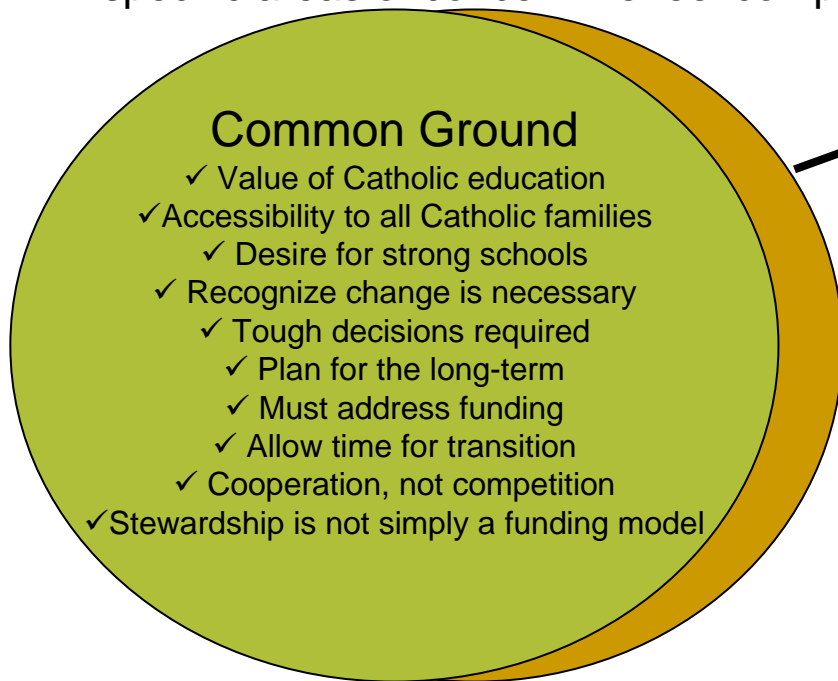 Common Ground
✓ Value of Catholic education
✓Accessibility to all Catholic families
✓ Desire for strong schools
✓ Recognize change is necessary
✓ Tough decisions required
✓ Plan for the long-term
✓ Must address funding
✓ Allow time for transition
✓ Cooperation, not competition
✓Stewardship is not simply a funding model